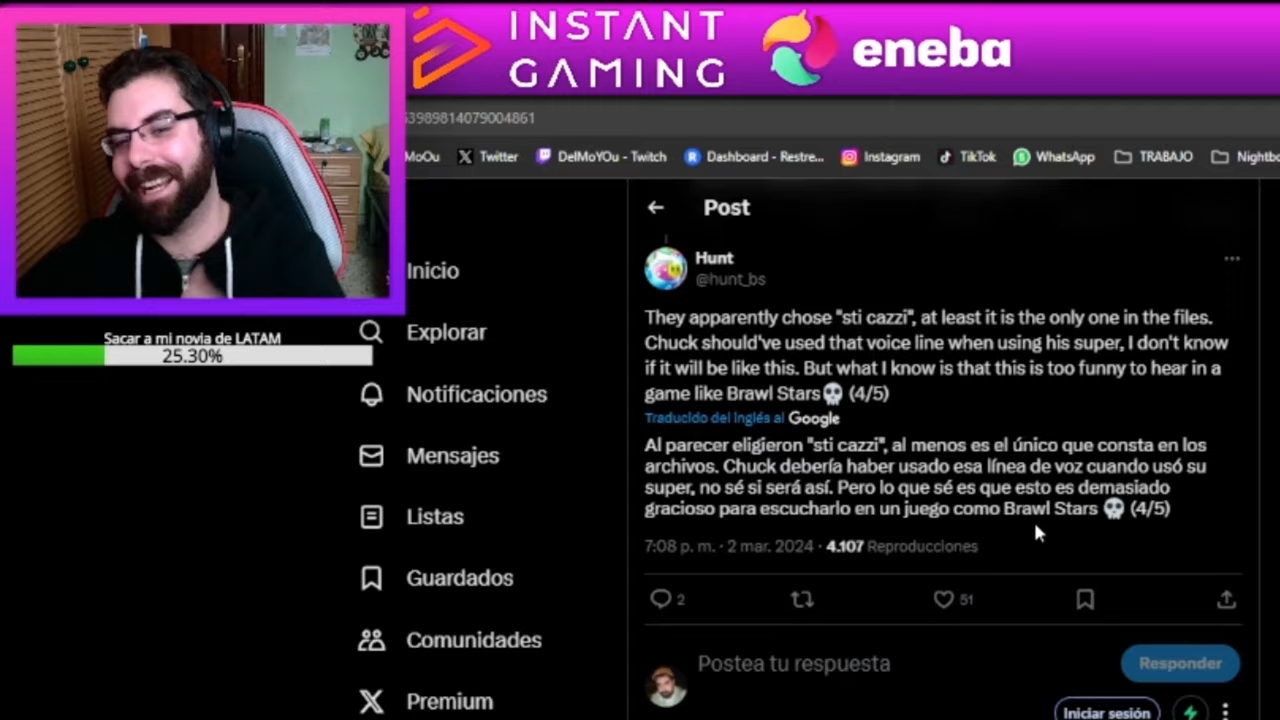 INSTANT
GAMING
eneba
53989814079004861
MoOu
Twitter
DelMoYOu - Twitch
Dashboard - Restre...
Instagram
TikTok
WhatsApp
TRABAJO
Nightbo
Sacar a mi novia de LATAM
25.30%
Inicio
Explorar
Notificaciones
Mensajes
Listas
Guardados
Comunidades
Premium
Post
Hunt
@hunt_bs
They apparently chose "sti cazzi", at least it is the only one in the files.
Chuck should've used that voice line when using his super, I don't know
if it will be like this. But what I know is that this is too funny to hear in a
game like Brawl Stars💀 (4/5)
Traducido del inglés al Google
Al parecer eligieron "sti cazzi", al menos es el único que consta en los
archivos. Chuck debería haber usado esa línea de voz cuando usó su
super, no sé si será así. Pero lo que sé es que esto es demasiado
gracioso para escucharlo en un juego como Brawl Stars 💀 (4/5)
7:08 p. m. · 2 mar. 2024 · 4.107 Reproducciones
2
51
Postea tu respuesta
Responder
Iniciar sesión